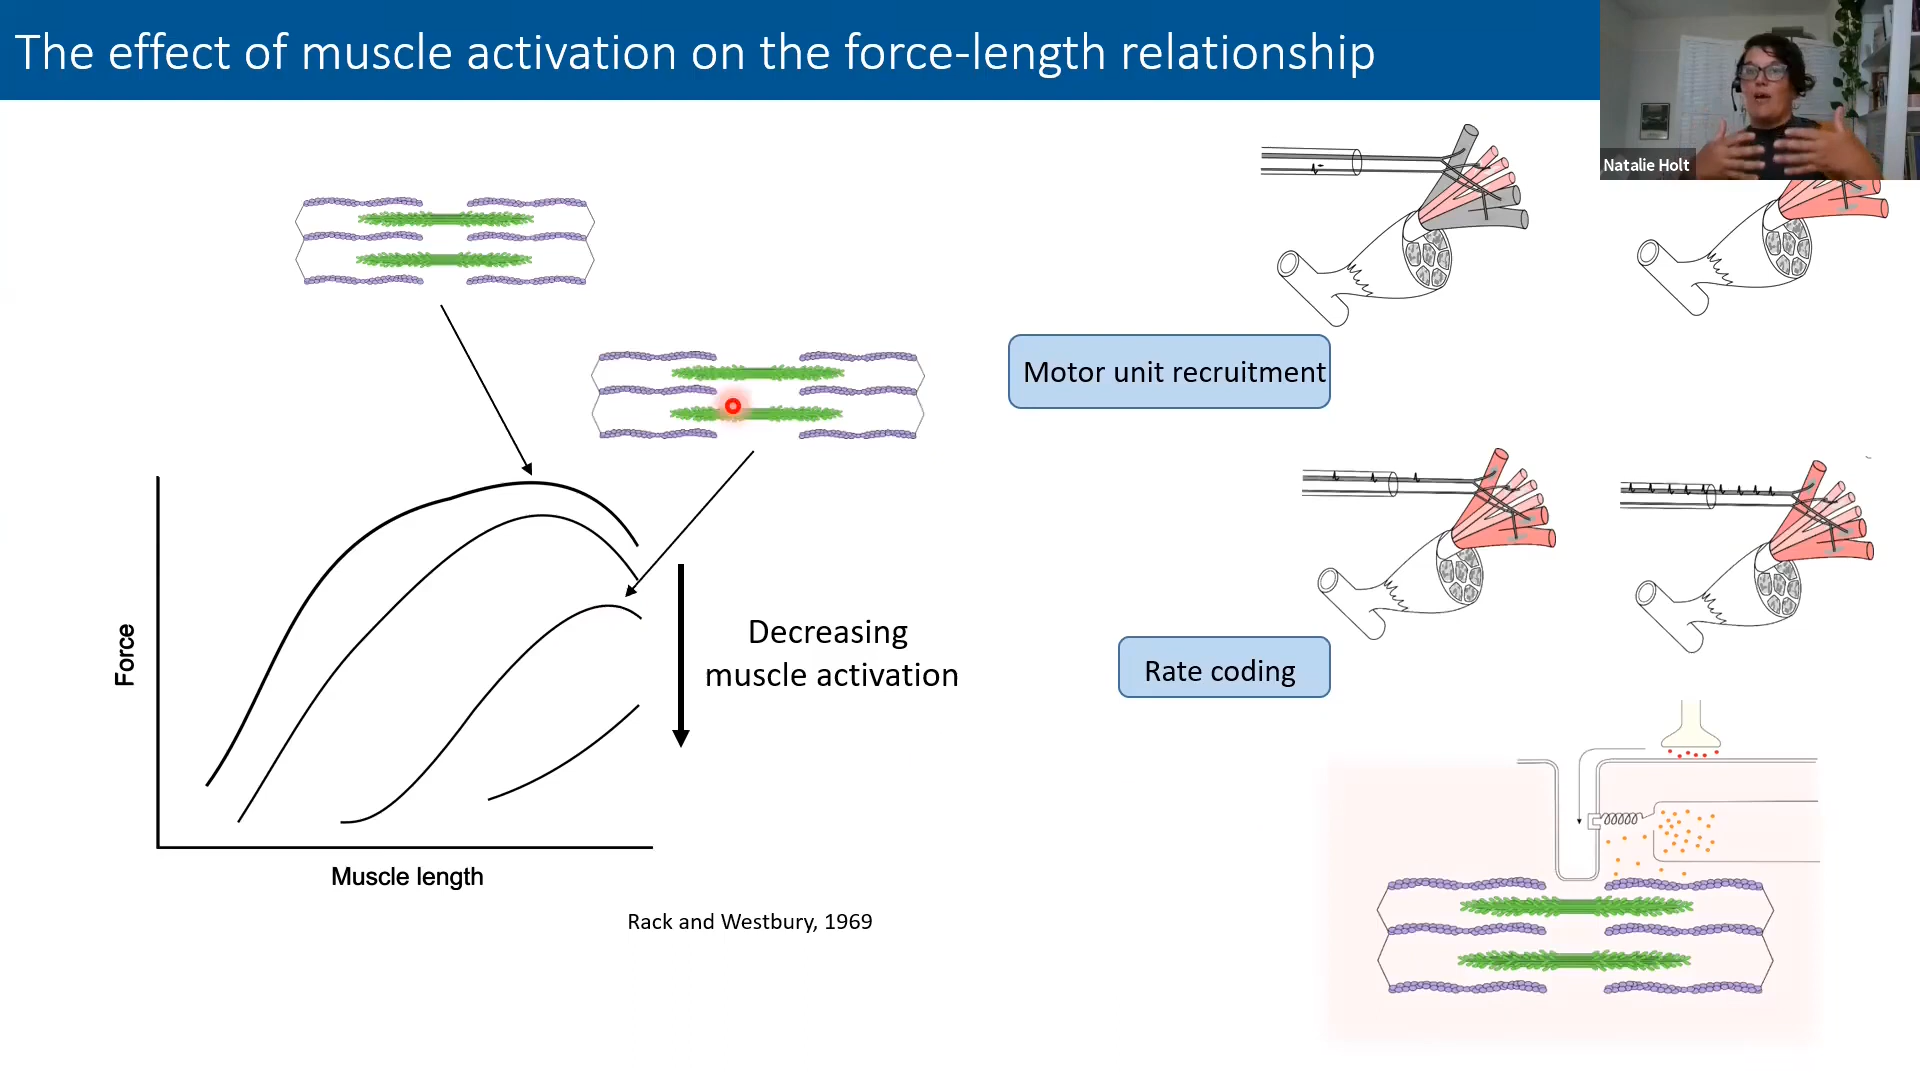 The effect of muscle activation on the force-length relationship
Natalie Holt
Motor unit recruitment
Force
Decreasing
muscle activation
Rate coding
Muscle length
Rack and Westbury, 1969